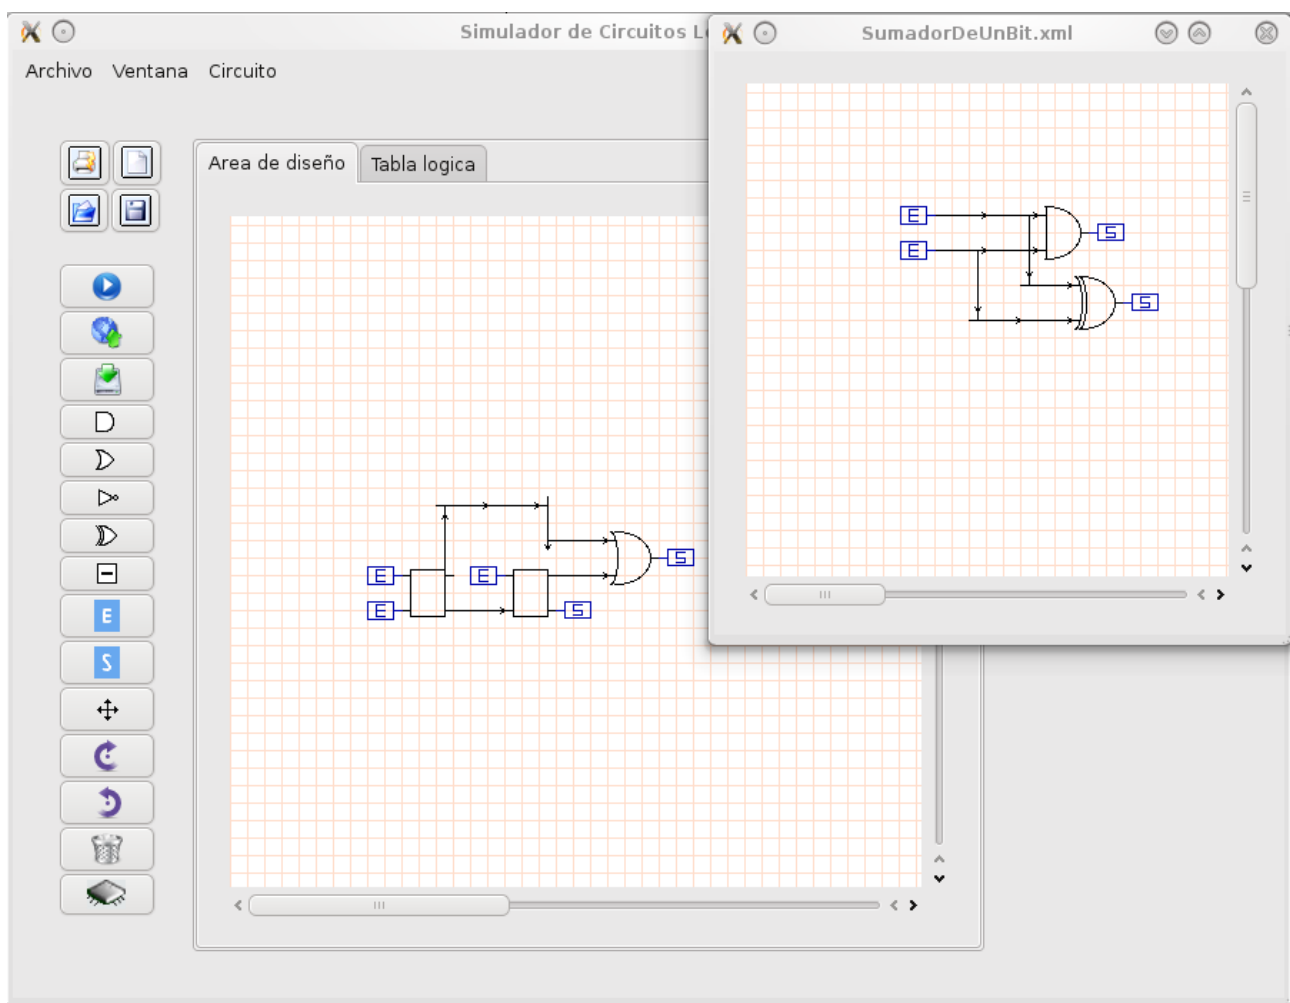 Simulador de Circuitos
SumadorDeUnBit.xml
Archivo Ventana Circuito
Area de diseño
Tabla logica
E
S
E
S
E
S
E
E
S
E
S